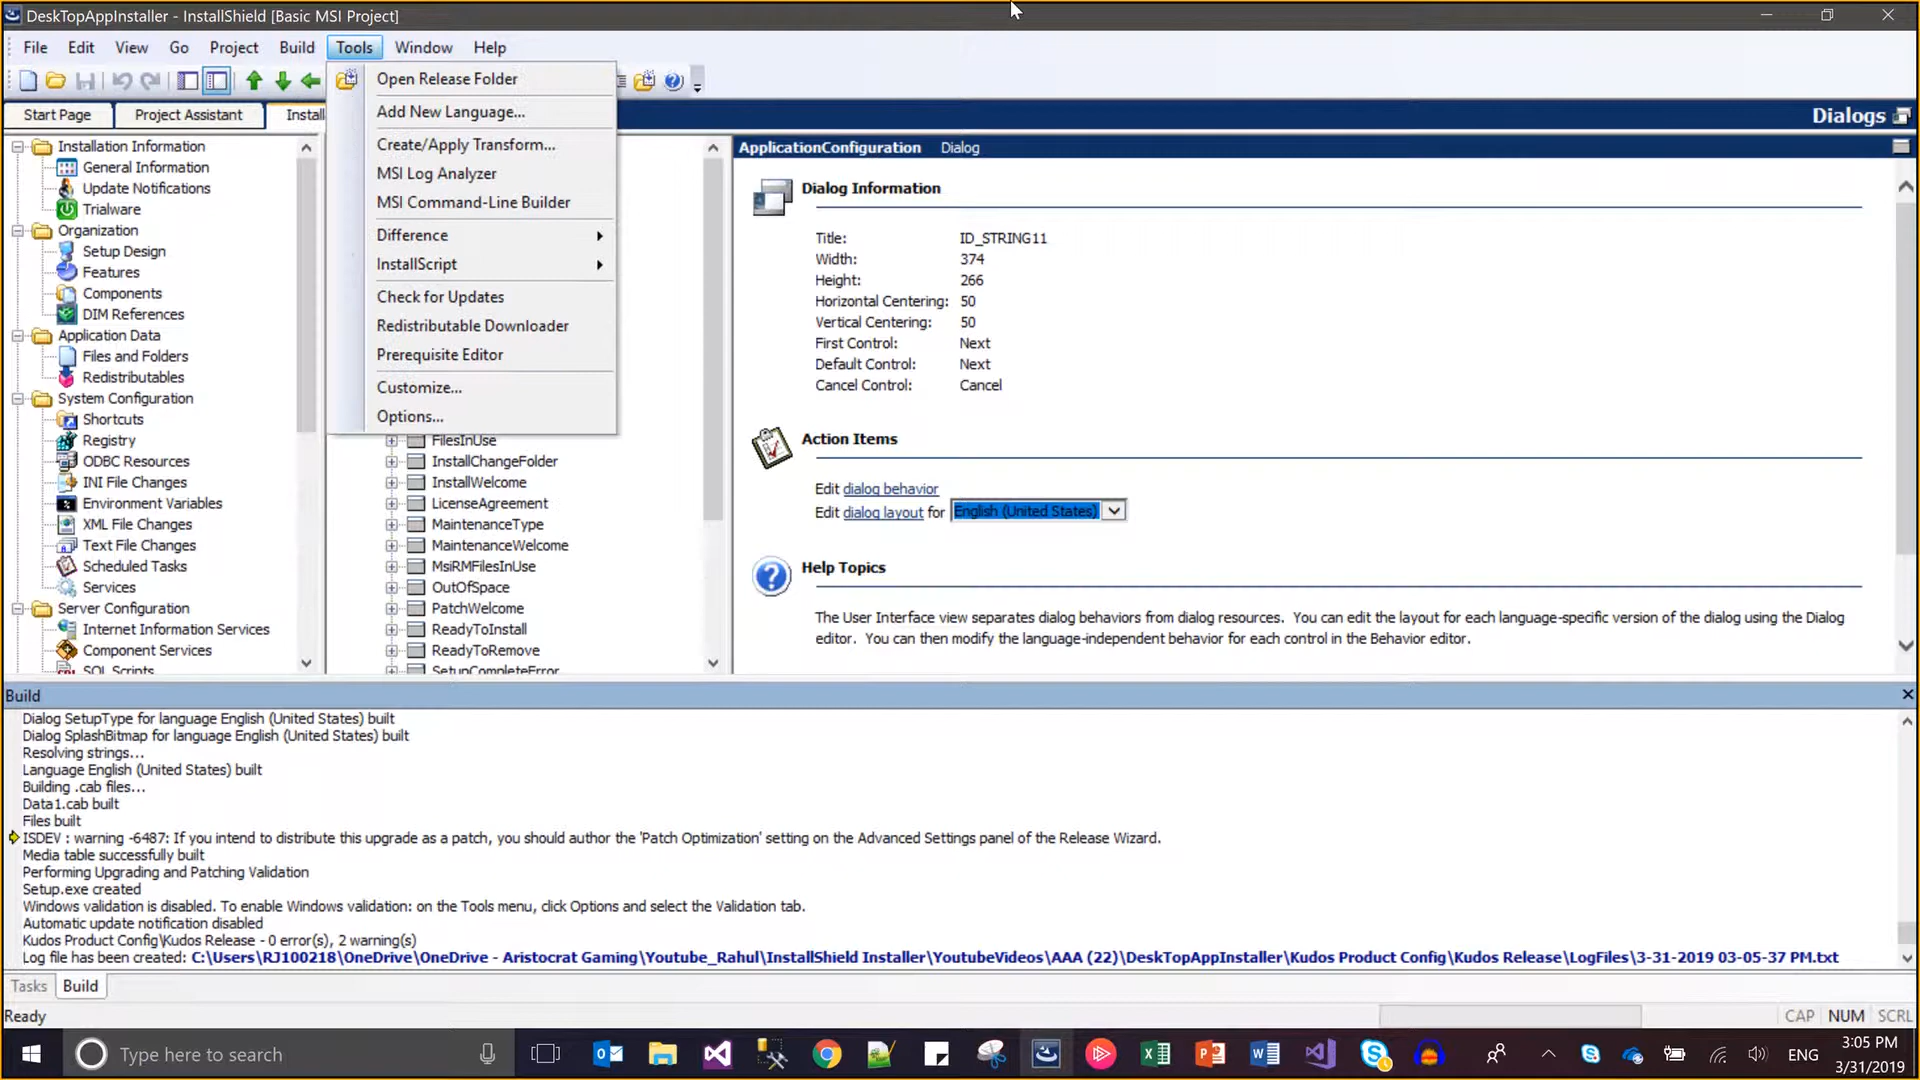 DeskTopAppInstaller - InstallShield [Basic MSI Project]
File Edit View Go Project Build Tools Window Help
Start Page Project Assistant Install
Dialogs
Open Release Folder
Add New Language...
Create/Apply Transform...
MSI Log Analyzer
MSI Command-Line Builder
Difference
InstallScript
Check for Updates
Redistributable Downloader
Prerequisite Editor
Customize...
Options...
Installation Information
General Information
Update Notifications
Trialware
Organization
Setup Design
Features
Components
DIM References
Application Data
Files and Folders
Redistributables
System Configuration
Shortcuts
Registry
ODBC Resources
INI File Changes
Environment Variables
XML File Changes
Text File Changes
Scheduled Tasks
Services
Server Configuration
Internet Information Services
Component Services
SQL Scripts
FilesInUse
InstallChangeFolder
InstallWelcome
LicenseAgreement
MaintenanceType
MaintenanceWelcome
MsiRMFilesInUse
OutOfSpace
PatchWelcome
ReadyToInstall
ReadyToRemove
SetupCompleteError
ApplicationConfiguration Dialog
Dialog Information
Title: ID_STRING11
Width: 374
Height: 266
Horizontal Centering: 50
Vertical Centering: 50
First Control: Next
Default Control: Next
Cancel Control: Cancel
Action Items
Edit dialog behavior
Edit dialog layout for English (United States)
Help Topics
The User Interface view separates dialog behaviors from dialog resources. You can edit the layout for each language-specific version of the dialog using the Dialog
editor. You can then modify the language-independent behavior for each control in the Behavior editor.
Build
Dialog SetupType for language English (United States) built
Dialog SplashBitmap for language English (United States) built
Resolving strings...
Language English (United States) built
Building .cab files...
Data1.cab built
Files built
ISDEV : warning -6487: If you intend to distribute this upgrade as a patch, you should author the 'Patch Optimization' setting on the Advanced Settings panel of the Release Wizard.
Media table successfully built
Performing Upgrading and Patching Validation
Setup.exe created
Windows validation is disabled. To enable Windows validation: on the Tools menu, click Options and select the Validation tab.
Automatic update notification disabled
Kudos Product Config\Kudos Release - 0 error(s), 2 warning(s)
Log file has been created: C:\Users\RJ100218\OneDrive\OneDrive - Aristocrat Gaming\Youtube_Rahul\InstallShield Installer\YoutubeVideos\AAA (22)\DeskTopAppInstaller\Kudos Product Config\Kudos Release\LogFiles\3-31-2019 03-05-37 PM.txt
Tasks Build
Ready
CAP NUM SCRL
Type here to search
ENG
3:05 PM
3/31/2019